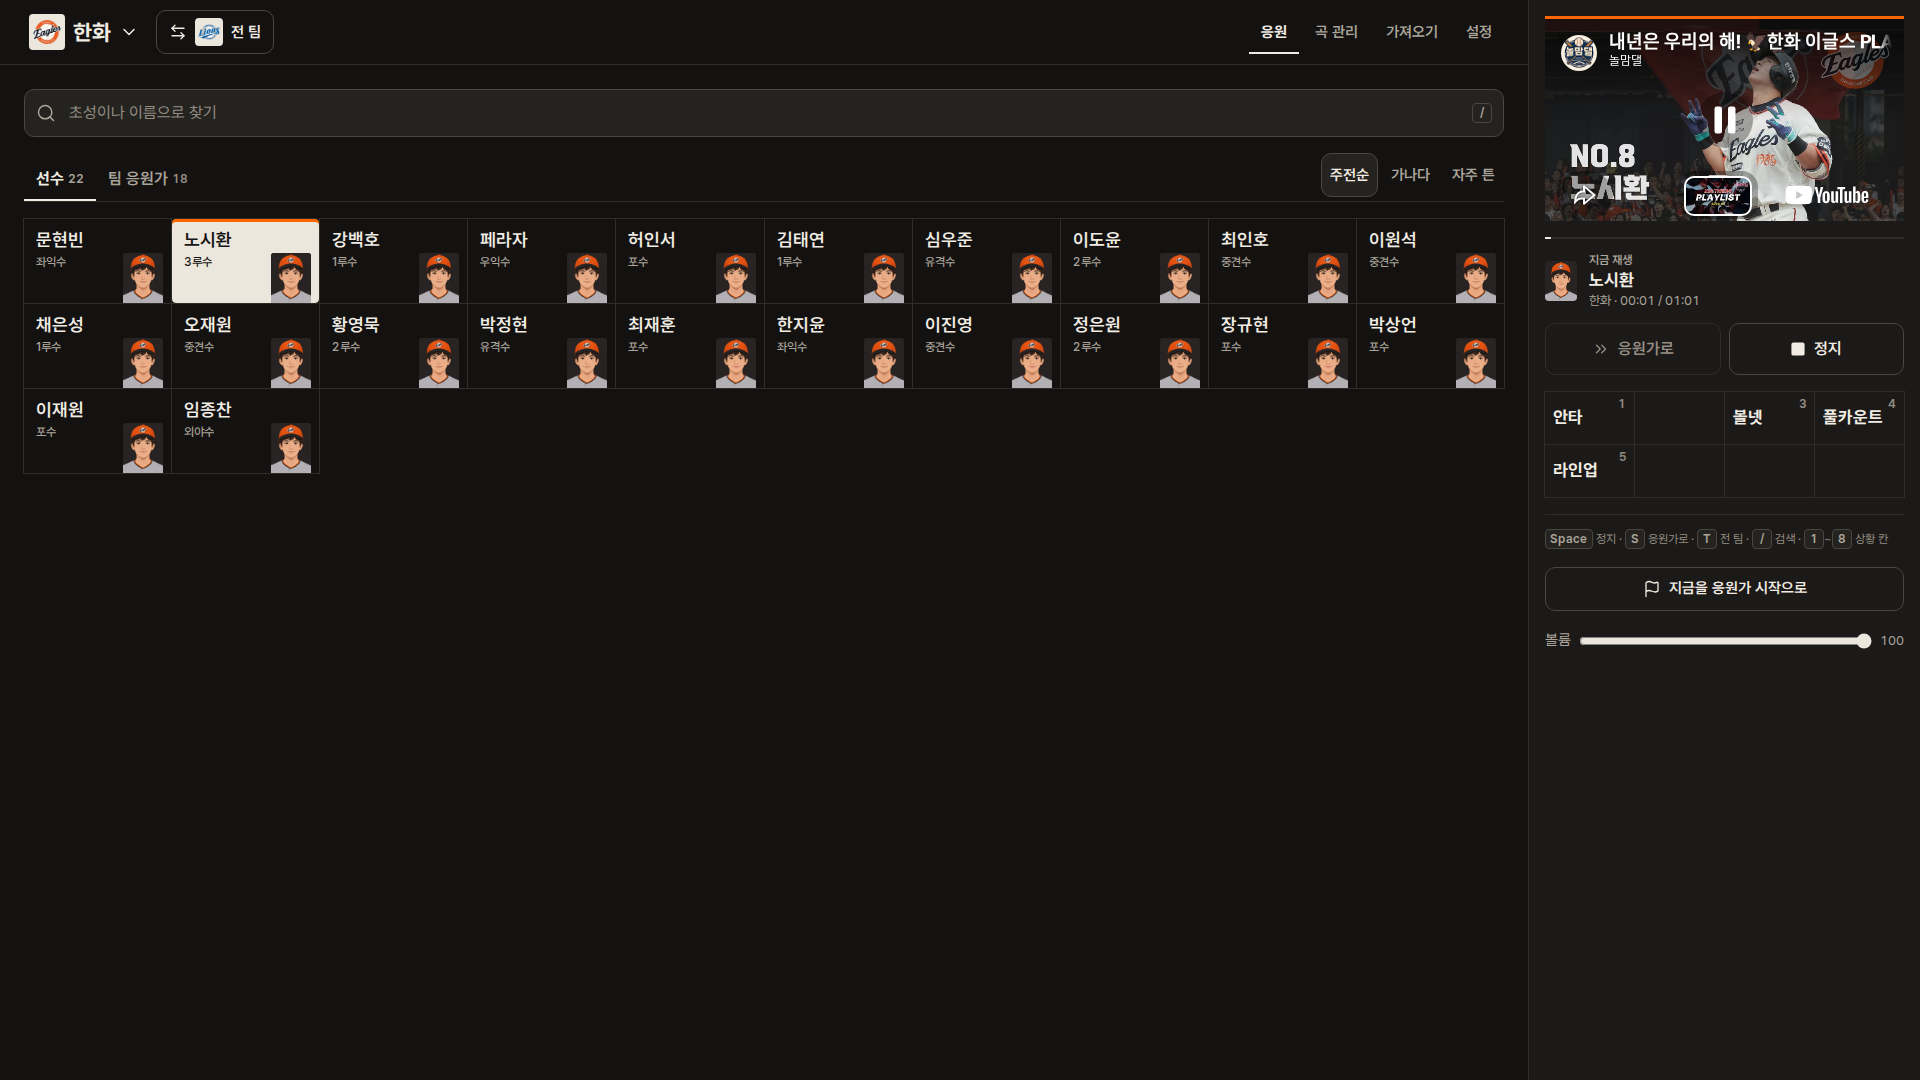 Eagles 한화
Lions 전 팀
응원 곡 관리 가져오기 설정
초성이나 이름으로 찾기 /
선수 22 팀 응원가 18
주전순 가나다 자주 튼
문현빈 좌익수
노시환 3루수
강백호 1루수
페라자 우익수
허인서 포수
김태연 1루수
심우준 유격수
이도윤 2루수
최인호 중견수
이원석 중견수
채은성 1루수
오재원 중견수
황영묵 2루수
박정현 유격수
최재훈 포수
한지윤 좌익수
이진영 중견수
정은원 2루수
장규현 포수
박상언 포수
이재원 포수
임종찬 외야수
놀맘댈
내년은 우리의 해! 🦅 한화 이글스 PLA
놀맘댈
Eagles
Eagles
NO.8
노시환
PLAYLIST
YouTube
지금 재생
노시환
한화 · 00:01 / 01:01
응원가로 정지
안타 1
볼넷 3
풀카운트 4
라인업 5
Space 정지 · S 응원가로 · T 전 팀 · / 검색 · 1 ~ 8 상황 칸
지금을 응원가 시작으로
볼륨 100